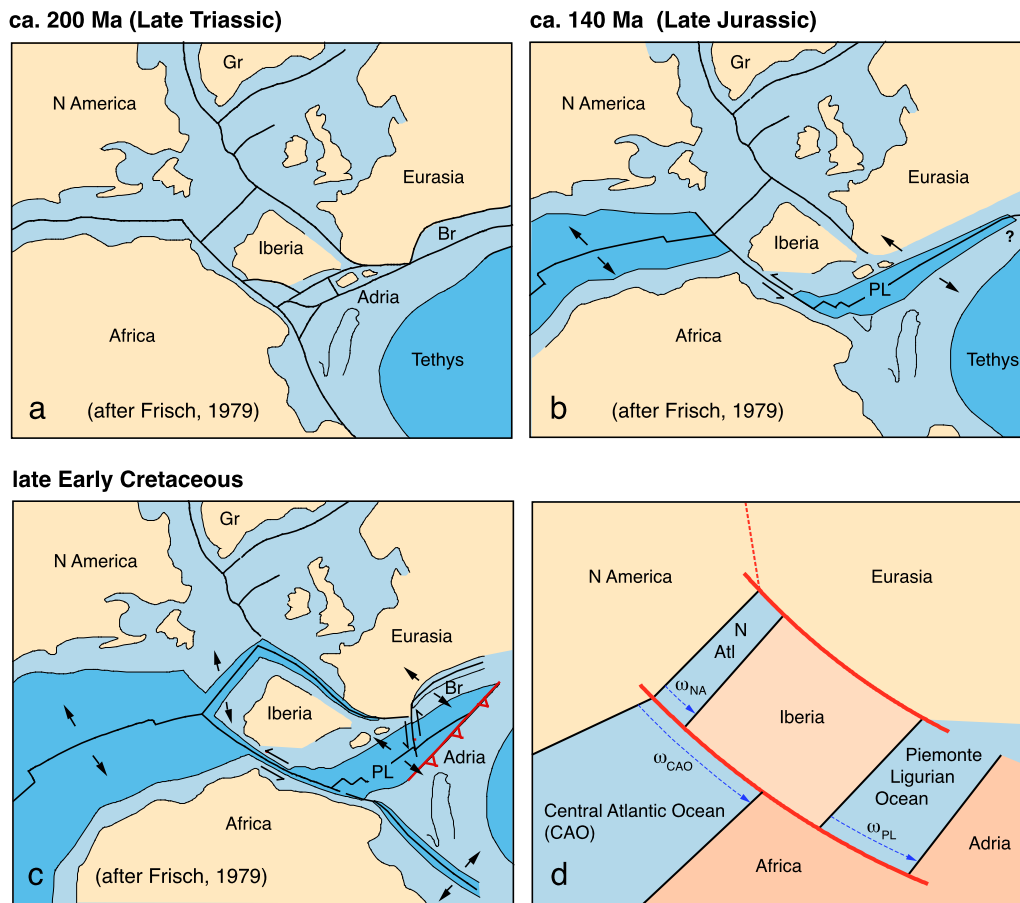 ca. 200 Ma (Late Triassic)
Gr
N America
Eurasia
Iberia
Br
Adria
Africa
Tethys
a
(after Frisch, 1979)
ca. 140 Ma (Late Jurassic)
Gr
N America
Eurasia
Iberia
?
PL
Africa
Tethys
b
(after Frisch, 1979)
late Early Cretaceous
Gr
N America
Eurasia
Br
Iberia
Adria
PL
Africa
c
(after Frisch, 1979)
N America
Eurasia
N
Atl
ωNA
Iberia
ωCAO
Piemonte
Ligurian
Ocean
Central Atlantic Ocean
(CAO)
ωPL
Adria
Africa
d